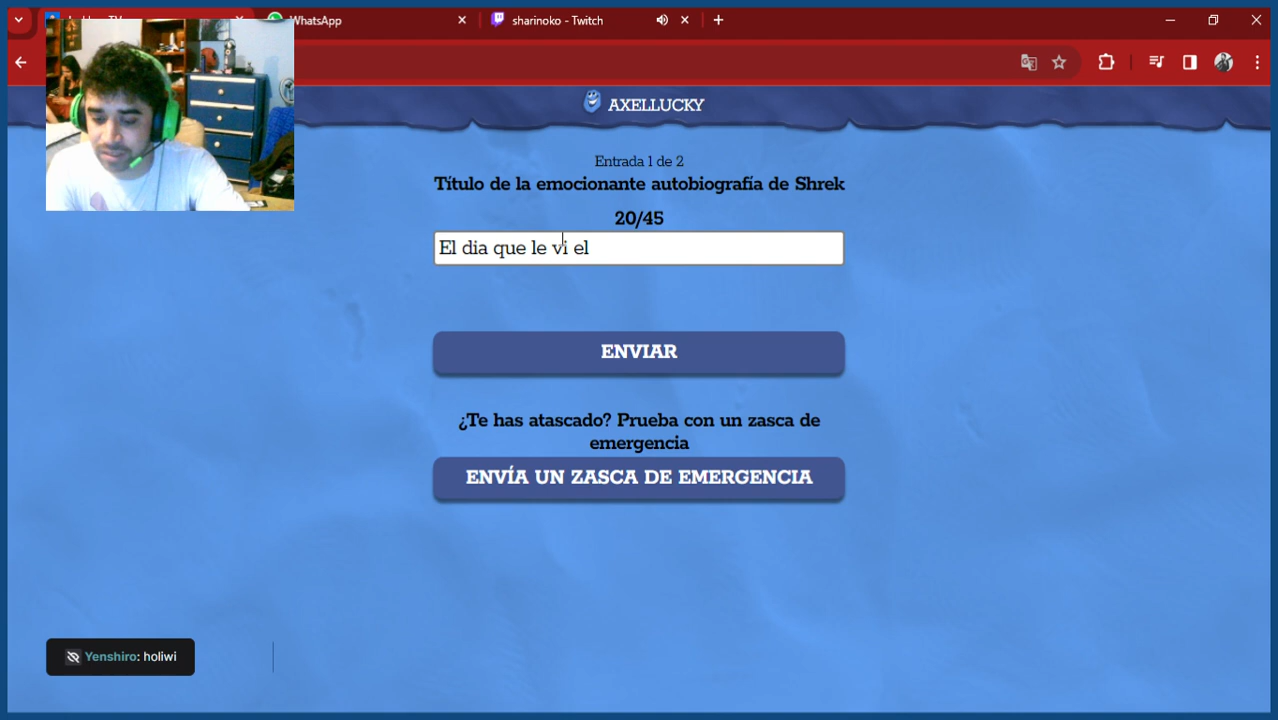 WhatsApp
sharinoko - Twitch
AXELLUCKY
Entrada 1 de 2
Título de la emocionante autobiografía de Shrek
20/45
El dia que le vi el
ENVIAR
¿Te has atascado? Prueba con un zasca de
emergencia
ENVÍA UN ZASCA DE EMERGENCIA
Yenshiro: holiwi